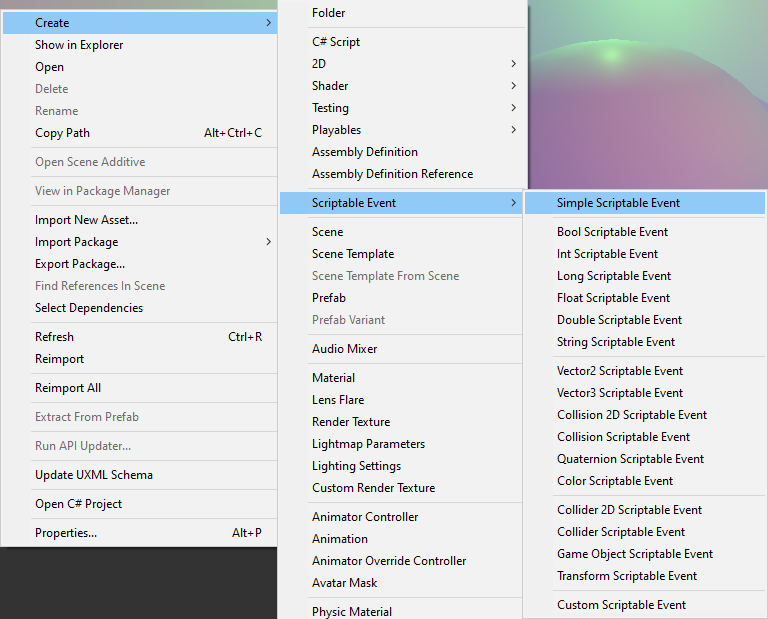 Create
Show in Explorer
Open
Delete
Rename
Copy Path Alt+Ctrl+C
Open Scene Additive
View in Package Manager
Import New Asset...
Import Package
Export Package...
Find References In Scene
Select Dependencies
Refresh Ctrl+R
Reimport
Reimport All
Extract From Prefab
Run API Updater...
Update UXML Schema
Open C# Project
Properties... Alt+P
Folder
C# Script
2D
Shader
Testing
Playables
Assembly Definition
Assembly Definition Reference
Scriptable Event
Scene
Scene Template
Scene Template From Scene
Prefab
Prefab Variant
Audio Mixer
Material
Lens Flare
Render Texture
Lightmap Parameters
Lighting Settings
Custom Render Texture
Animator Controller
Animation
Animator Override Controller
Avatar Mask
Physic Material
Simple Scriptable Event
Bool Scriptable Event
Int Scriptable Event
Long Scriptable Event
Float Scriptable Event
Double Scriptable Event
String Scriptable Event
Vector2 Scriptable Event
Vector3 Scriptable Event
Collision 2D Scriptable Event
Collision Scriptable Event
Quaternion Scriptable Event
Color Scriptable Event
Collider 2D Scriptable Event
Collider Scriptable Event
Game Object Scriptable Event
Transform Scriptable Event
Custom Scriptable Event